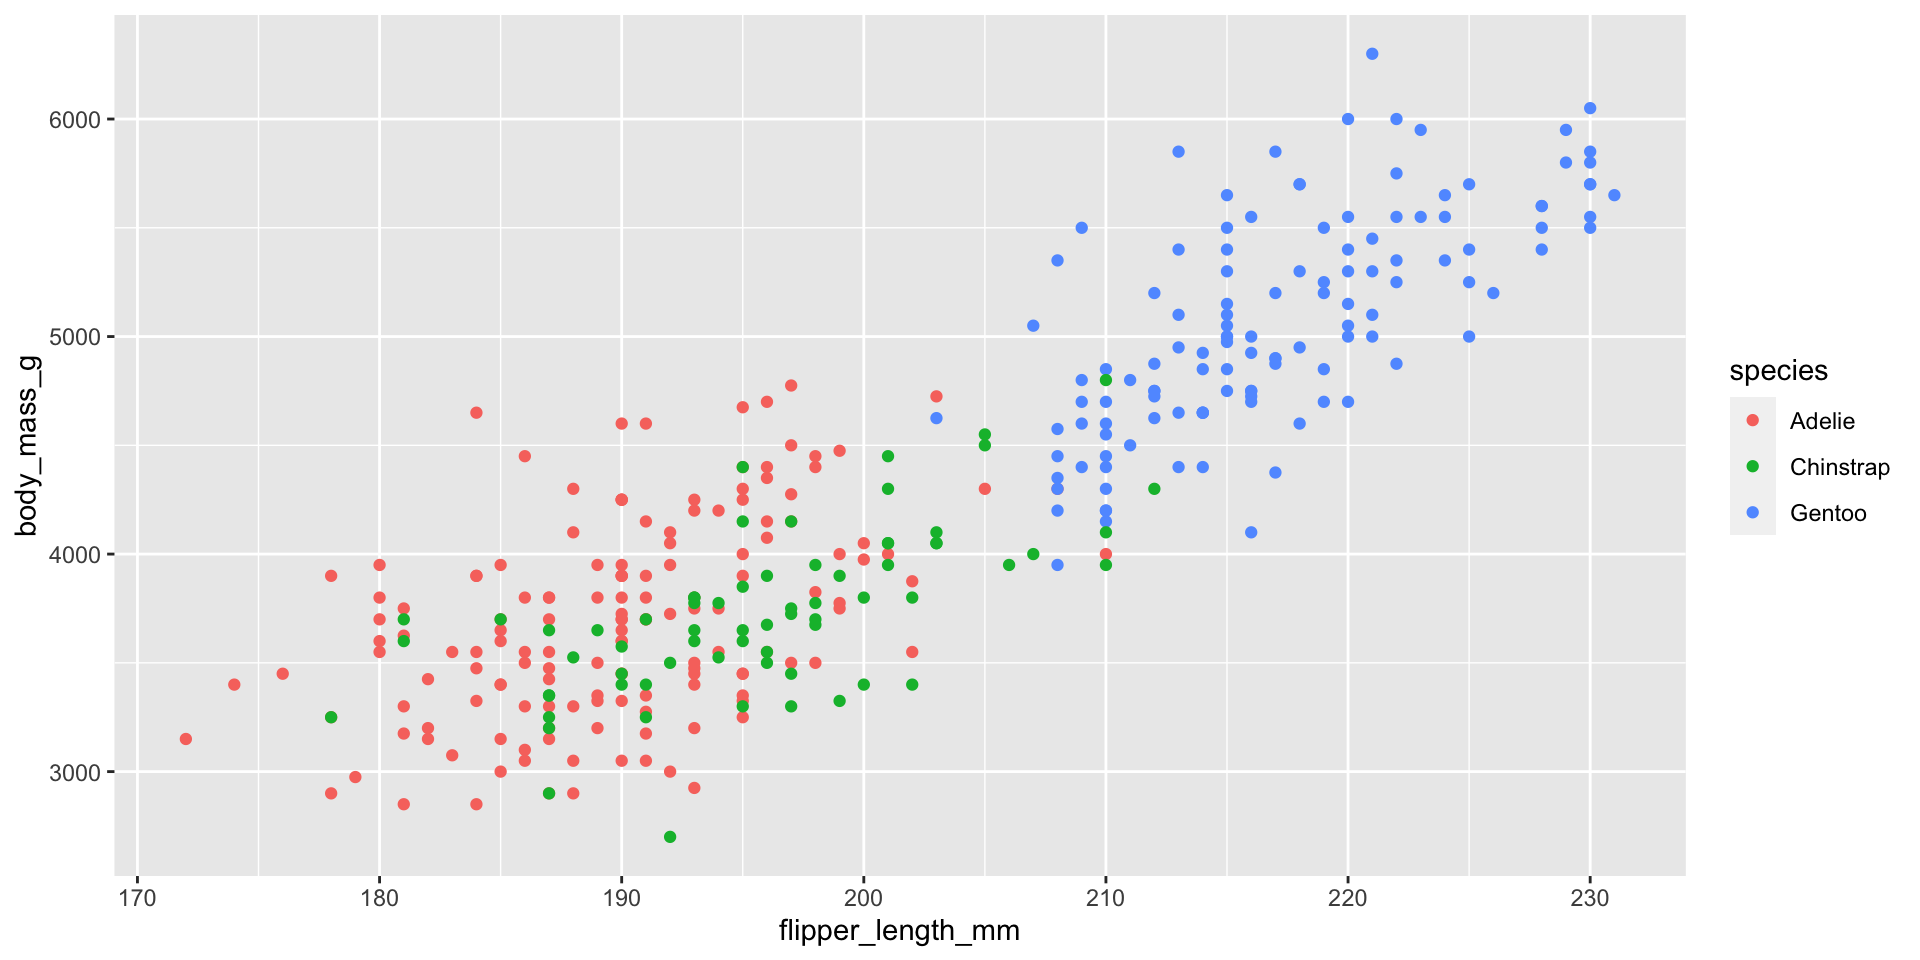 6000
5000
4000
3000
body_mass_g
170 180 190 200 210 220 230
flipper_length_mm
species
Adelie
Chinstrap
Gentoo